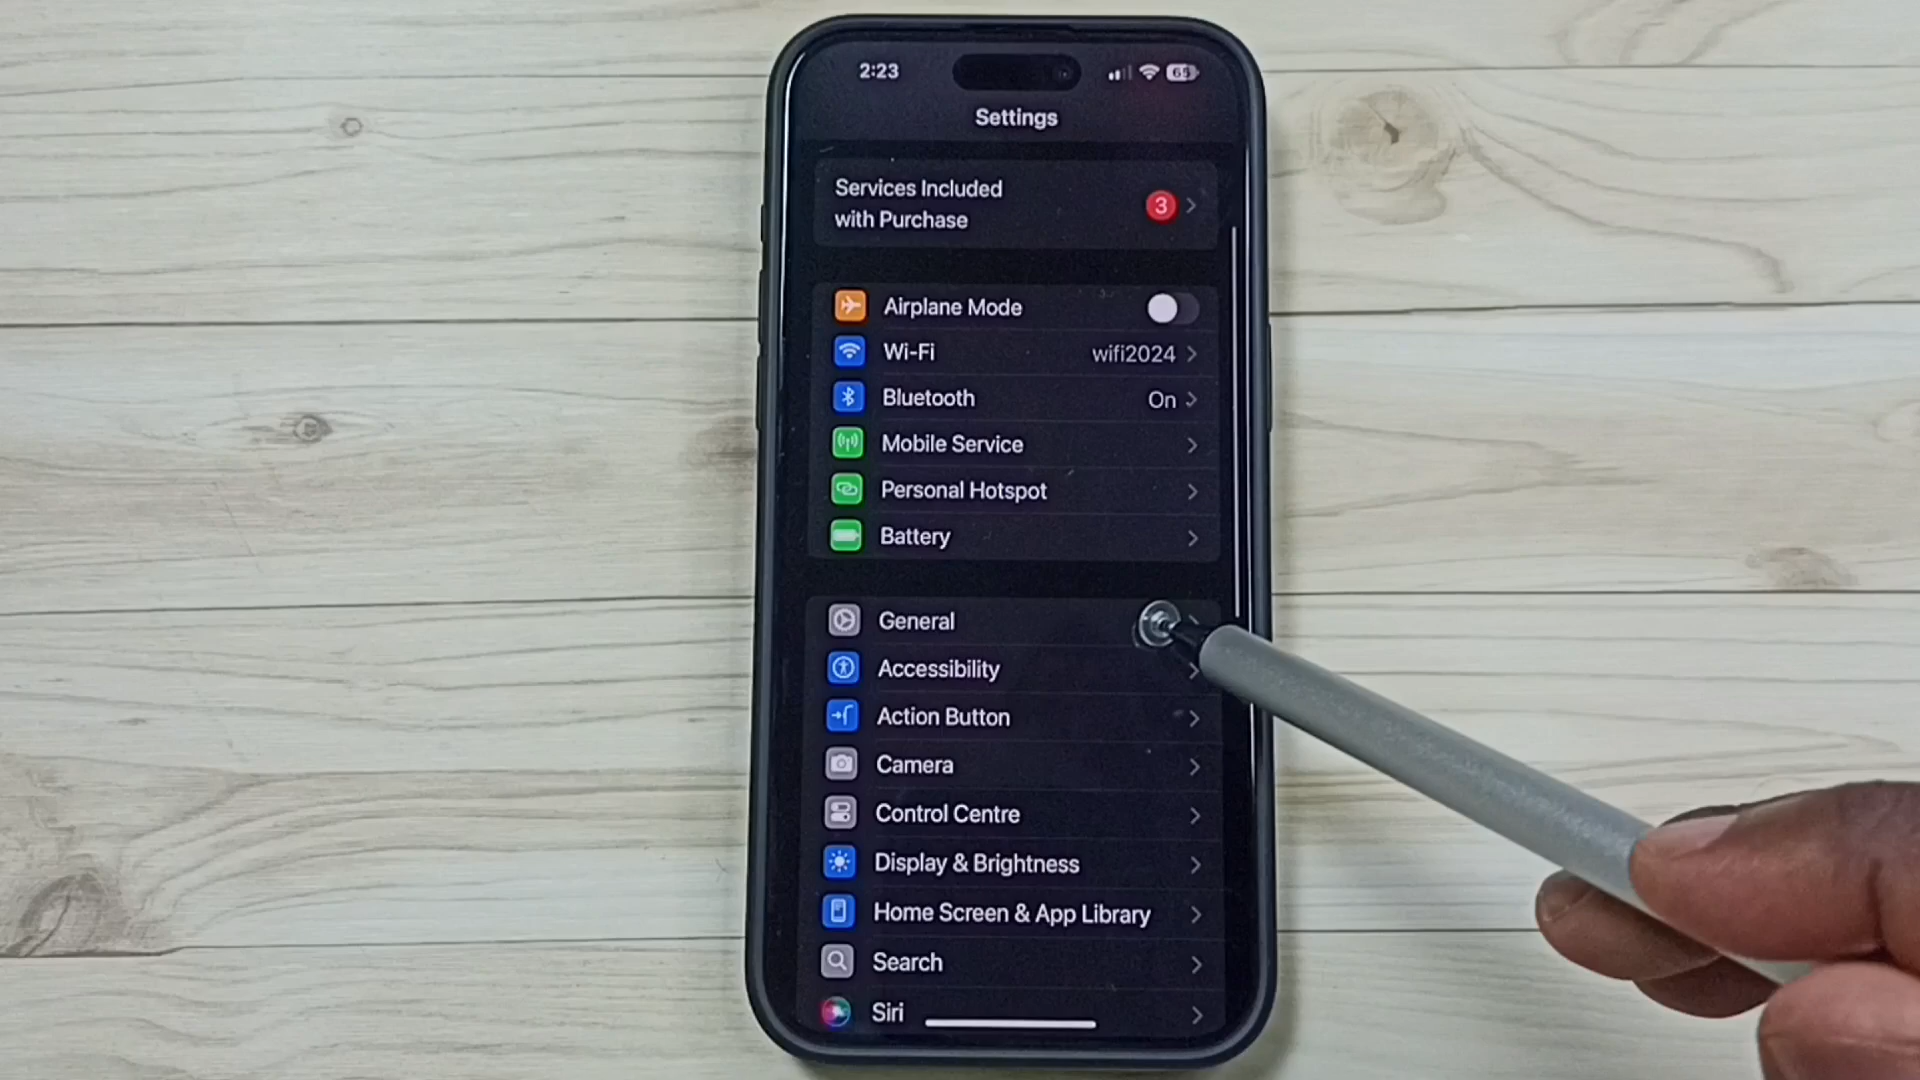 2:23
65
Settings
Services Included
with Purchase
3
Airplane Mode
Wi-Fi wifi2024
Bluetooth On
Mobile Service
Personal Hotspot
Battery
General
Accessibility
Action Button
Camera
Control Centre
Display & Brightness
Home Screen & App Library
Search
Siri